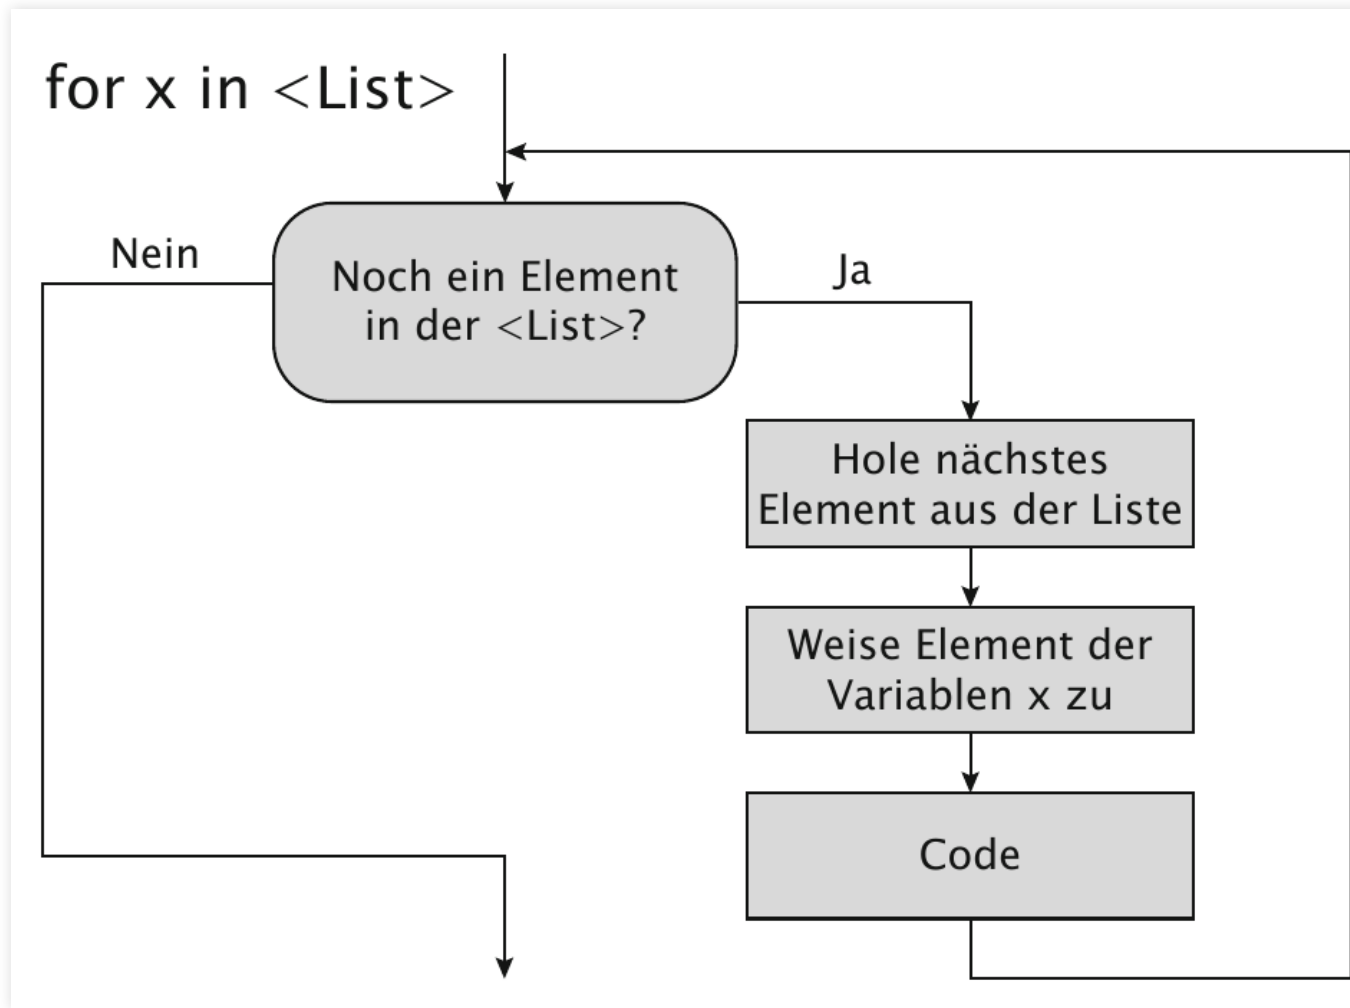 for x in <List>
Nein
Noch ein Element
in der <List>?
Ja
Hole nächstes
Element aus der Liste
Weise Element der
Variablen x zu
Code